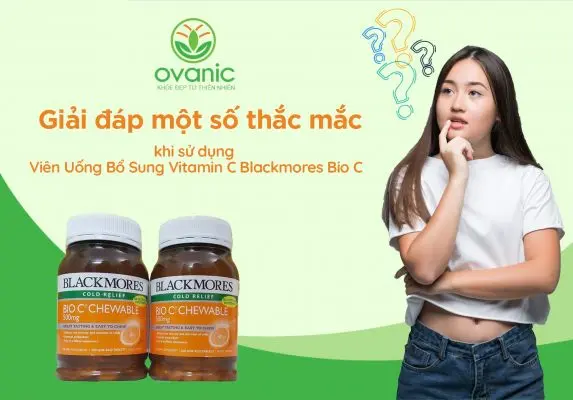 ovanic
KHỎE ĐẸP TỪ THIÊN NHIÊN
Giải đáp một số thắc mắc
khi sử dụng
Viên Uống Bổ Sung Vitamin C Blackmores Bio C
BLACKMORES
COLD RELIEF
BIO C® CHEWABLE
500mg
GREAT TASTING & EASY TO CHEW
BLACKMORES
COLD RELIEF
BIO C® CHEWABLE
500mg
GREAT TASTING & EASY TO CHEW